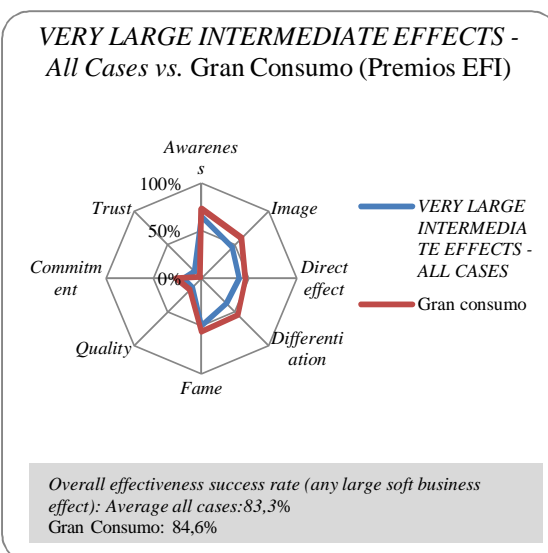 VERY LARGE INTERMEDIATE EFFECTS -
All Cases vs. Gran Consumo (Premios EFI)
Awarenes
s
100%
Trust
Image
50%
Commitm
ent
0%
Direct
effect
Quality
Differenti
ation
Fame
VERY LARGE
INTERMEDIA
TE EFFECTS -
ALL CASES
Gran consumo
Overall effectiveness success rate (any large soft business
effect): Average all cases:83,3%
Gran Consumo: 84,6%